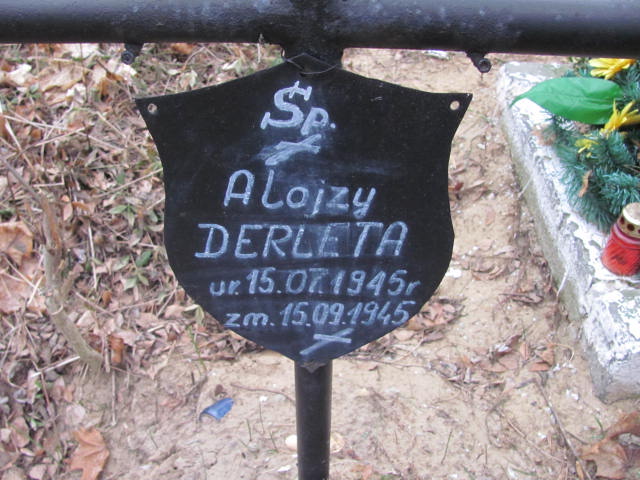 Śp.
Alojzy
DERLETA
ur. 15.07.1945r
zm. 15.09.1945